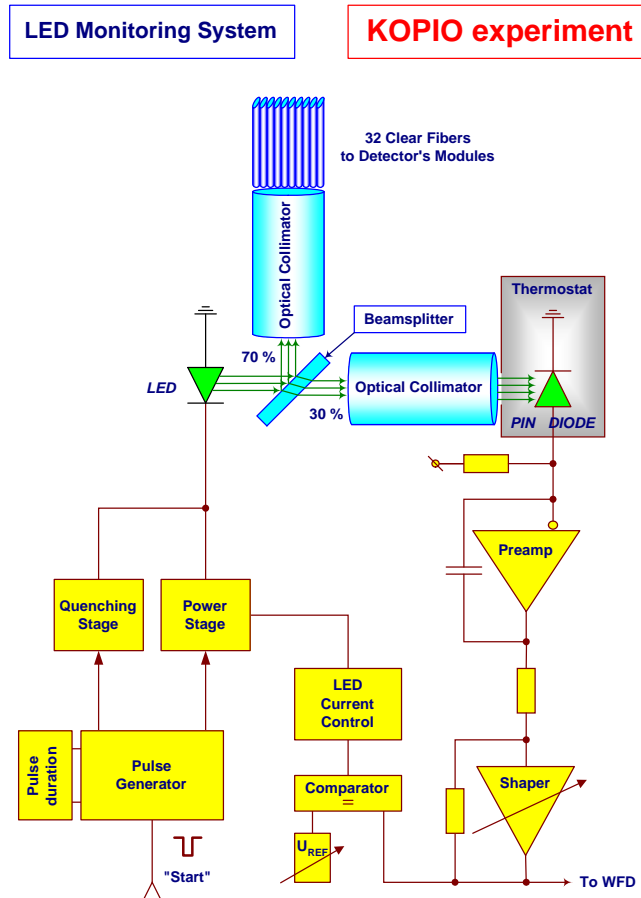 LED Monitoring System
KOPIO experiment
32 Clear Fibers
to Detector's Modules
Optical Collimator
Thermostat
Beamsplitter
70 %
LED
Optical Collimator
30 %
PIN DIODE
Preamp
Quenching
Stage
Power
Stage
LED
Current
Control
Pulse
duration
Pulse
Generator
Comparator
=
Shaper
UREF
"Start"
To WFD